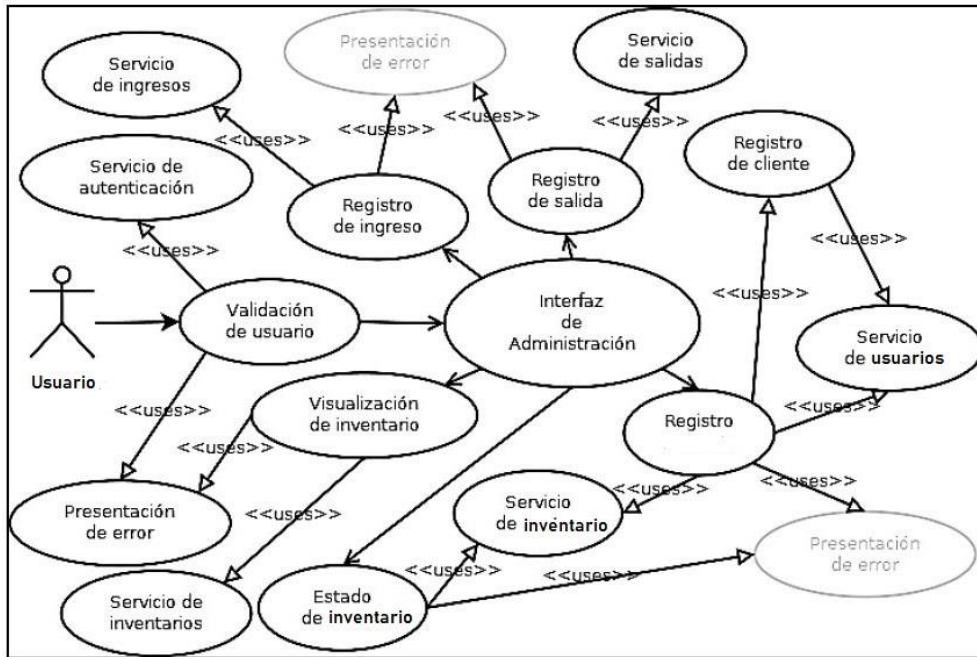 Servicio
de ingresos
Presentación
de error
Servicio
de salidas
<<uses>>
<<uses>>
<<uses>>
<<uses>>
Registro
de cliente
Servicio de
autenticación
Registro
de ingreso
Registro
de salida
<<uses>>
<<uses>>
<<uses>>
Validación
de usuario
Interfaz
de
Administración
Servicio
de usuarios
Usuario
<<uses>>
Visualización
de inventario
<<uses>>
<<uses>>
Registro
<<uses>>
<<uses>>
<<uses>>
Presentación
de error
Servicio
de inventario
<<uses>>
Presentación
de error
<<uses>>
<<uses>>
Servicio de
inventarios
Estado
de inventario